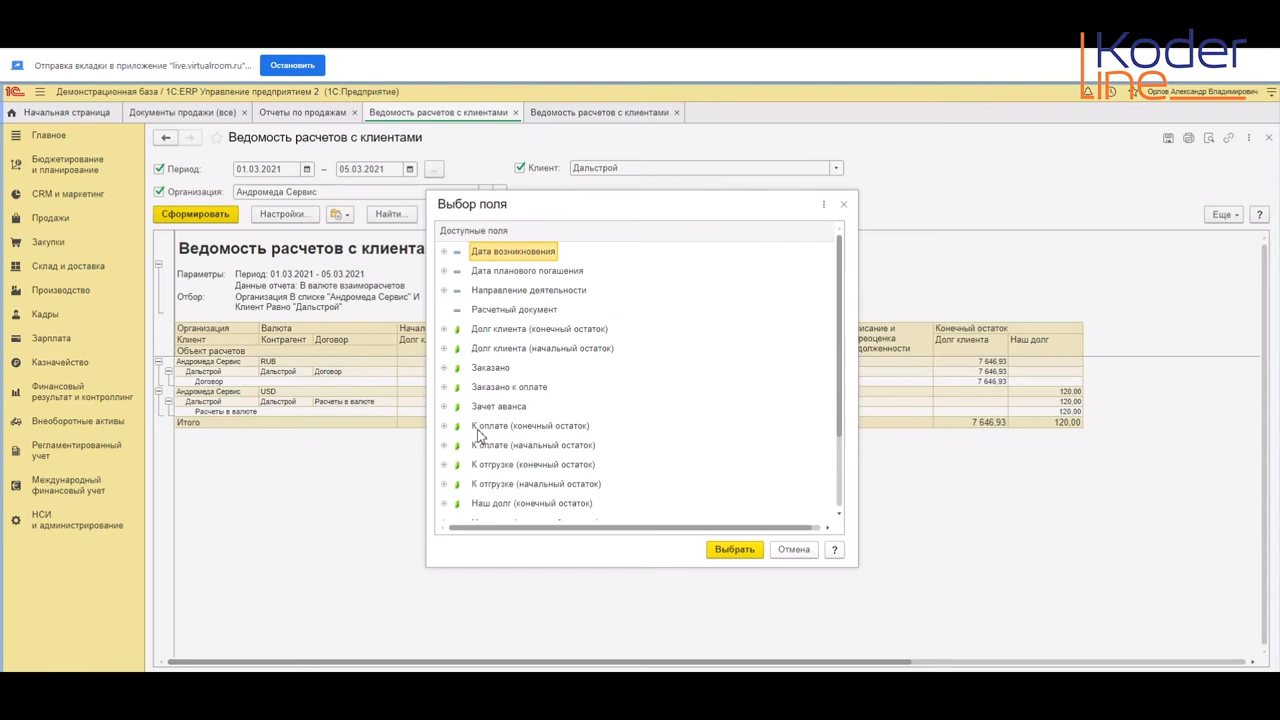 Koder
Line
Отправка вкладки в приложение "live.virtualroom.ru"...
Остановить
1С
Демонстрационная база / 1С:ERP Управление предприятием 2 (1С:Предприятие)
Орлов Александр Владимирович
Начальная страница
Документы продажи (все) ×
Отчеты по продажам ×
Ведомость расчетов с клиентами ×
Ведомость расчетов с клиентами ×
Главное
Бюджетирование
и планирование
CRM и маркетинг
Продажи
Закупки
Склад и доставка
Производство
Кадры
Зарплата
Казначейство
Финансовый
результат и контроллинг
Внеоборотные активы
Регламентированный
учет
Международный
финансовый учет
НСИ
и администрирование
Ведомость расчетов с клиентами
Период: 01.03.2021 – 05.03.2021 ...
Клиент: Дальстрой
Организация: Андромеда Сервис
Сформировать
Настройки...
Найти...
Еще
?
Ведомость расчетов с клиента
Параметры: Период: 01.03.2021 - 05.03.2021
Данные отчета: В валюте взаиморасчетов
Отбор: Организация В списке "Андромеда Сервис" И
Клиент Равно "Дальстрой"
Организация Валюта
Клиент Контрагент Договор Долг к
Объект расчетов
Андромеда Сервис RUB
Дальстрой Дальстрой Договор
Договор
Андромеда Сервис USD
Дальстрой Дальстрой Расчеты в валюте
Расчеты в валюте
Итого
исание и
реоценка
долженности
Конечный остаток
Долг клиента Наш долг
7 646,93
7 646,93
7 646,93
120,00
120,00
120,00
7 646,93 120,00
Выбор поля
Доступные поля
Дата возникновения
Дата планового погашения
Направление деятельности
Расчетный документ
Долг клиента (конечный остаток)
Долг клиента (начальный остаток)
Заказано
Заказано к оплате
Зачет аванса
К оплате (конечный остаток)
К оплате (начальный остаток)
К отгрузке (конечный остаток)
К отгрузке (начальный остаток)
Наш долг (конечный остаток)
Выбрать
Отмена
?